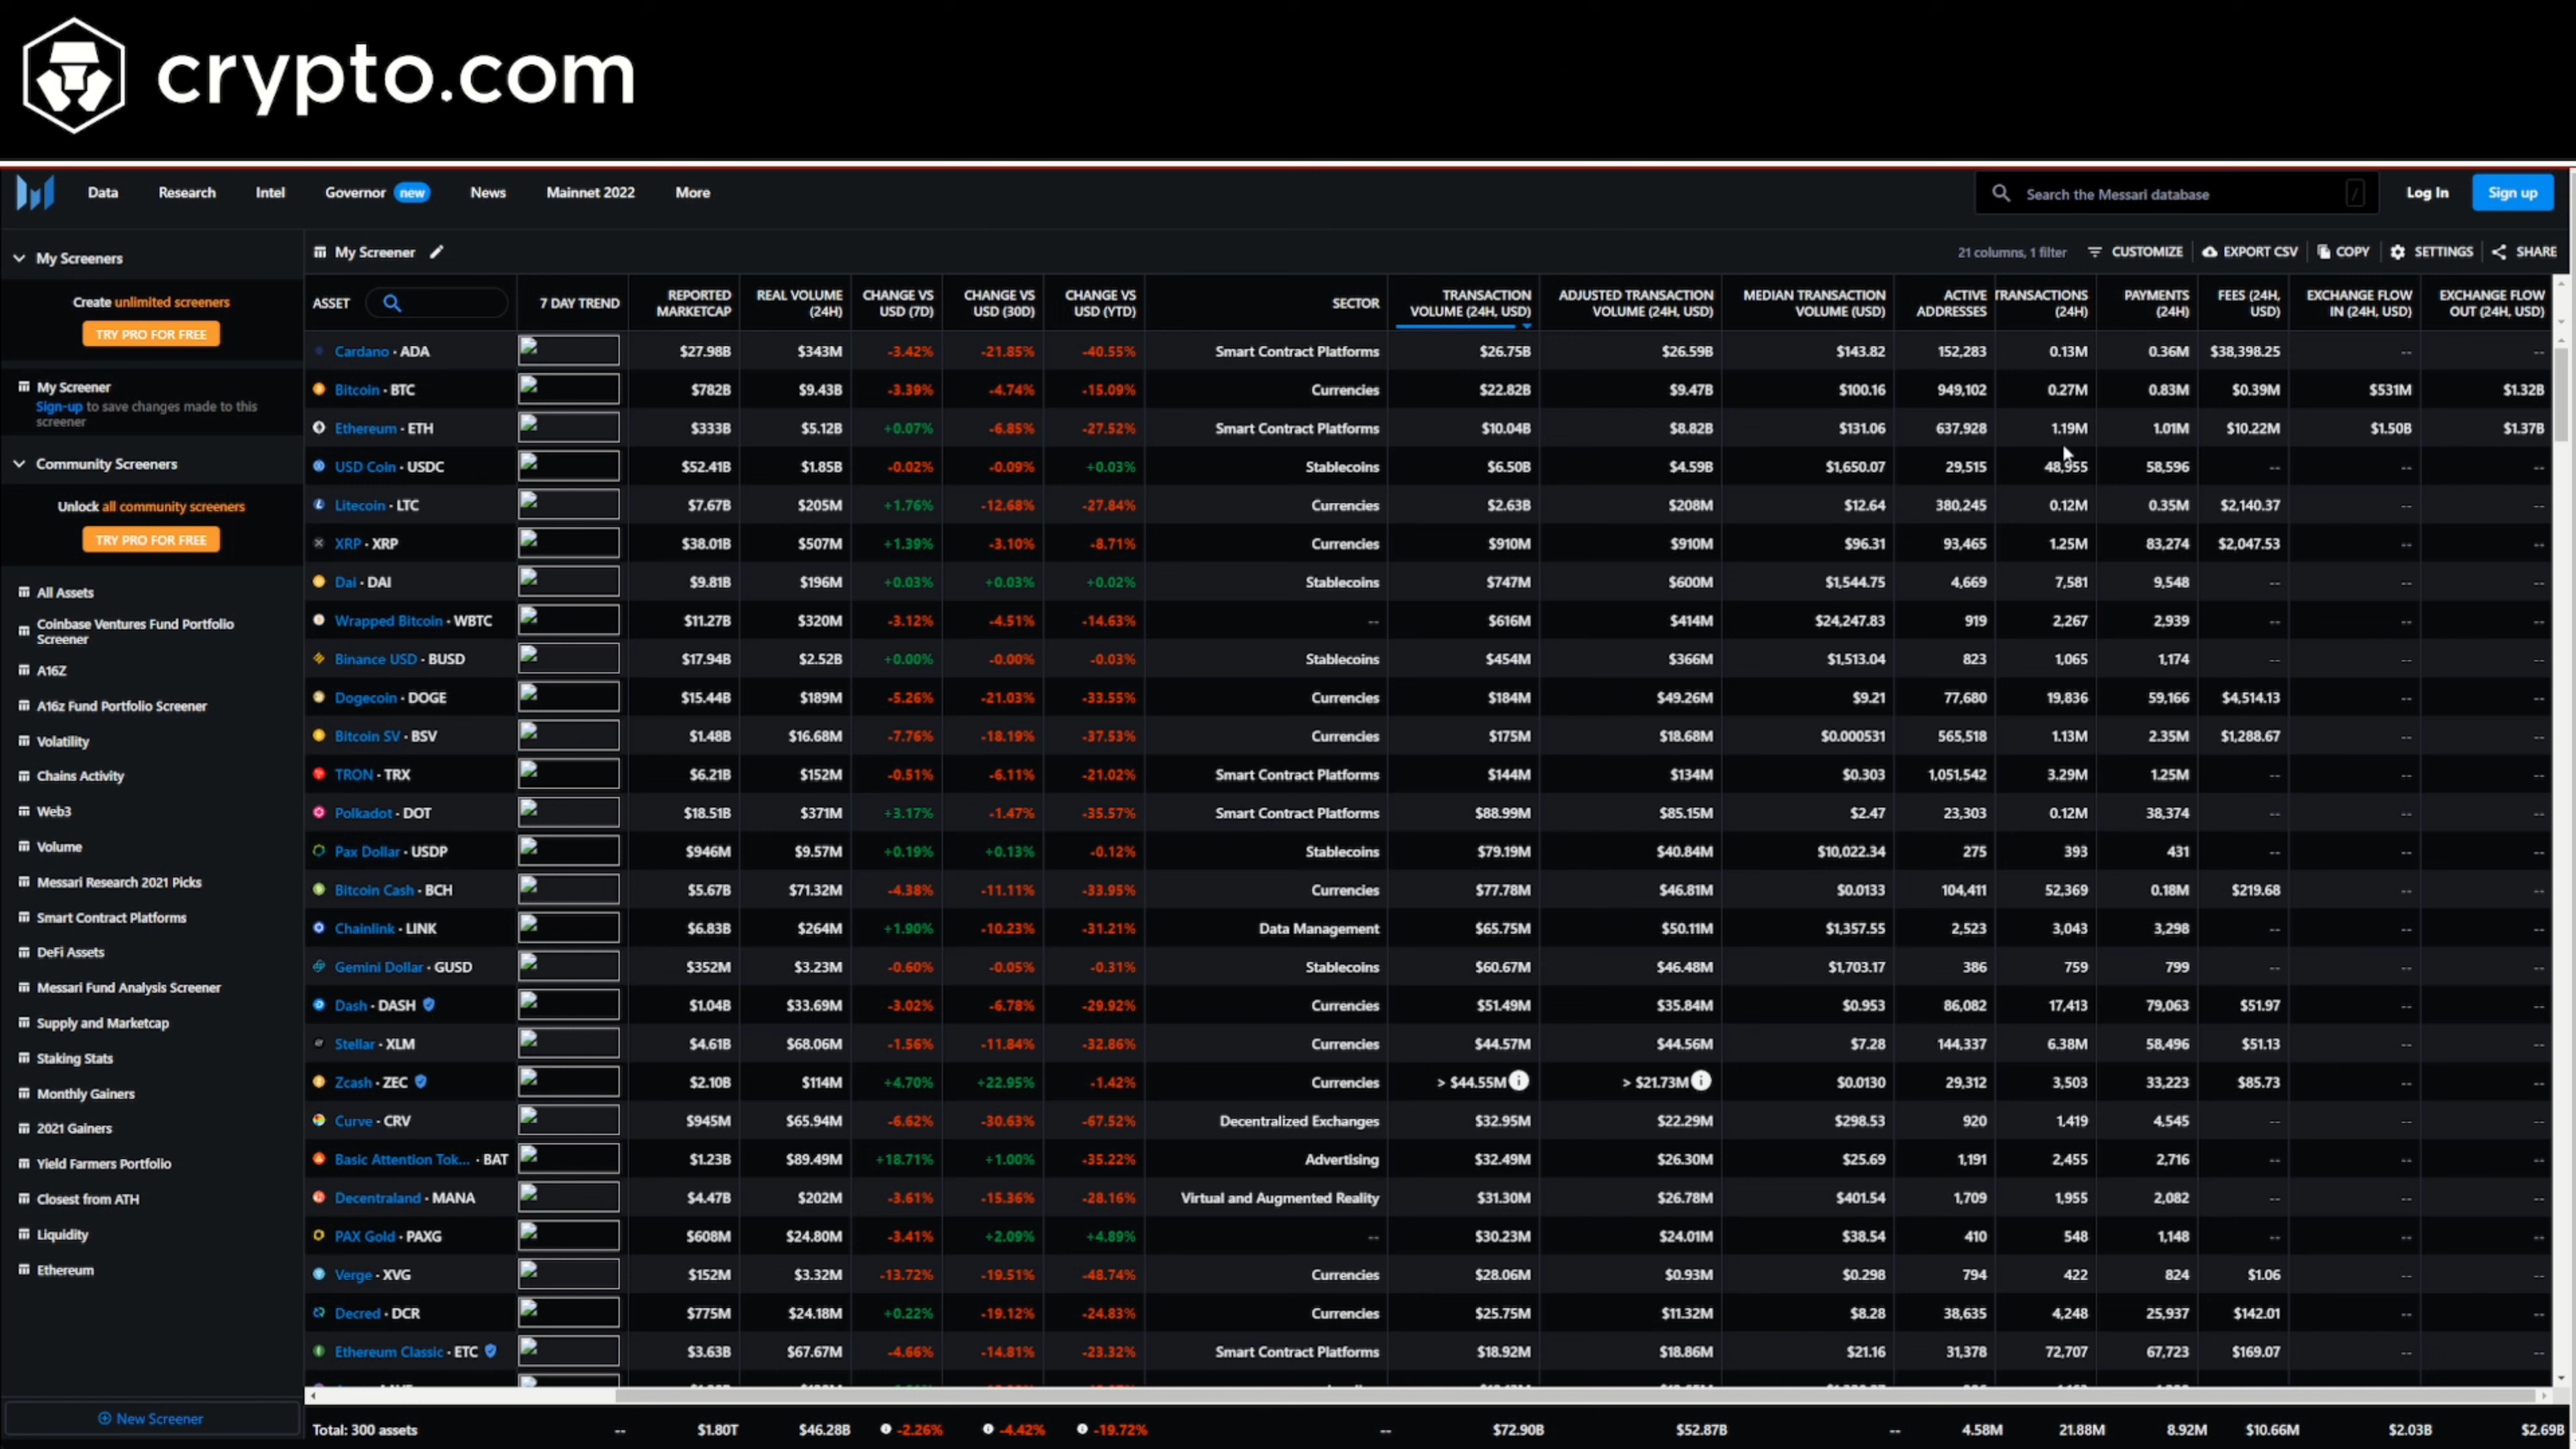 crypto.com
Data Research Intel Governor new News Mainnet 2022 More Search the Messari database / Log In Sign up
My Screeners
Create unlimited screeners
TRY PRO FOR FREE
My Screener
Sign-up to save changes made to this
screener
Community Screeners
Unlock all community screeners
TRY PRO FOR FREE
All Assets
Coinbase Ventures Fund Portfolio
Screener
A16Z
A16z Fund Portfolio Screener
Volatility
Chains Activity
Web3
Volume
Messari Research 2021 Picks
Smart Contract Platforms
DeFi Assets
Messari Fund Analysis Screener
Supply and Marketcap
Staking Stats
Monthly Gainers
2021 Gainers
Yield Farmers Portfolio
Closest from ATH
Liquidity
Ethereum
New Screener
My Screener 21 columns, 1 filter CUSTOMIZE EXPORT CSV COPY SETTINGS SHARE
ASSET 7 DAY TREND REPORTED MARKETCAP REAL VOLUME (24H) CHANGE VS USD (7D) CHANGE VS USD (30D) CHANGE VS USD (YTD) SECTOR TRANSACTION VOLUME (24H, USD) ADJUSTED TRANSACTION VOLUME (24H, USD) MEDIAN TRANSACTION VOLUME (USD) ACTIVE ADDRESSES TRANSACTIONS (24H) PAYMENTS (24H) FEES (24H, USD) EXCHANGE FLOW IN (24H, USD) EXCHANGE FLOW OUT (24H, USD)
Cardano · ADA $27.98B $343M -3.42% -21.85% -40.55% Smart Contract Platforms $26.75B $26.59B $143.82 152,283 0.13M 0.36M $38,398.25 -- --
Bitcoin · BTC $782B $9.43B -3.39% -4.74% -15.09% Currencies $22.82B $9.47B $100.16 949,102 0.27M 0.83M $0.39M $531M $1.32B
Ethereum · ETH $333B $5.12B +0.07% -6.85% -27.52% Smart Contract Platforms $10.04B $8.82B $131.06 637,928 1.19M 1.01M $10.22M $1.50B $1.37B
USD Coin · USDC $52.41B $1.85B -0.02% -0.09% +0.03% Stablecoins $6.50B $4.59B $1,650.07 29,515 48,955 58,596 -- -- --
Litecoin · LTC $7.67B $205M +1.76% -12.68% -27.84% Currencies $2.63B $208M $12.64 380,245 0.12M 0.35M $2,140.37 -- --
XRP · XRP $38.01B $507M +1.39% -3.10% -8.71% Currencies $910M $910M $96.31 93,465 1.25M 83,274 $2,047.53 -- --
Dai · DAI $9.81B $196M +0.03% +0.03% +0.02% Stablecoins $747M $600M $1,544.75 4,669 7,581 9,548 -- -- --
Wrapped Bitcoin · WBTC $11.27B $320M -3.12% -4.51% -14.63% -- $616M $414M $24,247.83 919 2,267 2,939 -- -- --
Binance USD · BUSD $17.94B $2.52B +0.00% -0.00% -0.03% Stablecoins $454M $366M $1,513.04 823 1,065 1,174 -- -- --
Dogecoin · DOGE $15.44B $189M -5.26% -21.03% -33.55% Currencies $184M $49.26M $9.21 77,680 19,836 59,166 $4,514.13 -- --
Bitcoin SV · BSV $1.48B $16.68M -7.76% -18.19% -37.53% Currencies $175M $18.68M $0.000531 565,518 1.13M 2.35M $1,288.67 -- --
TRON · TRX $6.21B $152M -0.51% -6.11% -21.02% Smart Contract Platforms $144M $134M $0.303 1,051,542 3.29M 1.25M -- -- --
Polkadot · DOT $18.51B $371M +3.17% -1.47% -35.57% Smart Contract Platforms $88.99M $85.15M $2.47 23,303 0.12M 38,374 -- -- --
Pax Dollar · USDP $946M $9.57M +0.19% +0.13% -0.12% Stablecoins $79.19M $40.84M $10,022.34 275 393 431 -- -- --
Bitcoin Cash · BCH $5.67B $71.32M -4.38% -11.11% -33.95% Currencies $77.78M $46.81M $0.0133 104,411 52,369 0.18M $219.68 -- --
Chainlink · LINK $6.83B $264M +1.90% -10.23% -31.21% Data Management $65.75M $50.11M $1,357.55 2,523 3,043 3,298 -- -- --
Gemini Dollar · GUSD $352M $3.23M -0.60% -0.05% -0.31% Stablecoins $60.67M $46.48M $1,703.17 386 759 799 -- -- --
Dash · DASH $1.04B $33.69M -3.02% -6.78% -29.92% Currencies $51.49M $35.84M $0.953 86,082 17,413 79,063 $51.97 -- --
Stellar · XLM $4.61B $68.06M -1.56% -11.84% -32.86% Currencies $44.57M $44.56M $7.28 144,337 6.38M 58,496 $51.13 -- --
Zcash · ZEC $2.10B $114M +4.70% +22.95% -1.42% Currencies > $44.55M > $21.73M $0.0130 29,312 3,503 33,223 $85.73 -- --
Curve · CRV $945M $65.94M -6.62% -30.63% -67.52% Decentralized Exchanges $32.95M $22.29M $298.53 920 1,419 4,545 -- -- --
Basic Attention Tok... · BAT $1.23B $89.49M +18.71% +1.00% -35.22% Advertising $32.49M $26.30M $25.69 1,191 2,455 2,716 -- -- --
Decentraland · MANA $4.47B $202M -3.61% -15.36% -28.16% Virtual and Augmented Reality $31.30M $26.78M $401.54 1,709 1,955 2,082 -- -- --
PAX Gold · PAXG $608M $24.80M -3.41% +2.09% +4.89% -- $30.23M $24.01M $38.54 410 548 1,148 -- -- --
Verge · XVG $152M $3.32M -13.72% -19.51% -48.74% Currencies $28.06M $0.93M $0.298 794 422 824 $1.06 -- --
Decred · DCR $775M $24.18M +0.22% -19.12% -24.83% Currencies $25.75M $11.32M $8.28 38,635 4,248 25,937 $142.01 -- --
Ethereum Classic · ETC $3.63B $67.67M -4.66% -14.81% -23.32% Smart Contract Platforms $18.92M $18.86M $21.16 31,378 72,707 67,723 $169.07 -- --
Total: 300 assets -- $1.80T $46.28B -2.26% -4.42% -19.72% -- $72.90B $52.87B -- 4.58M 21.88M 8.92M $10.66M $2.03B $2.69B